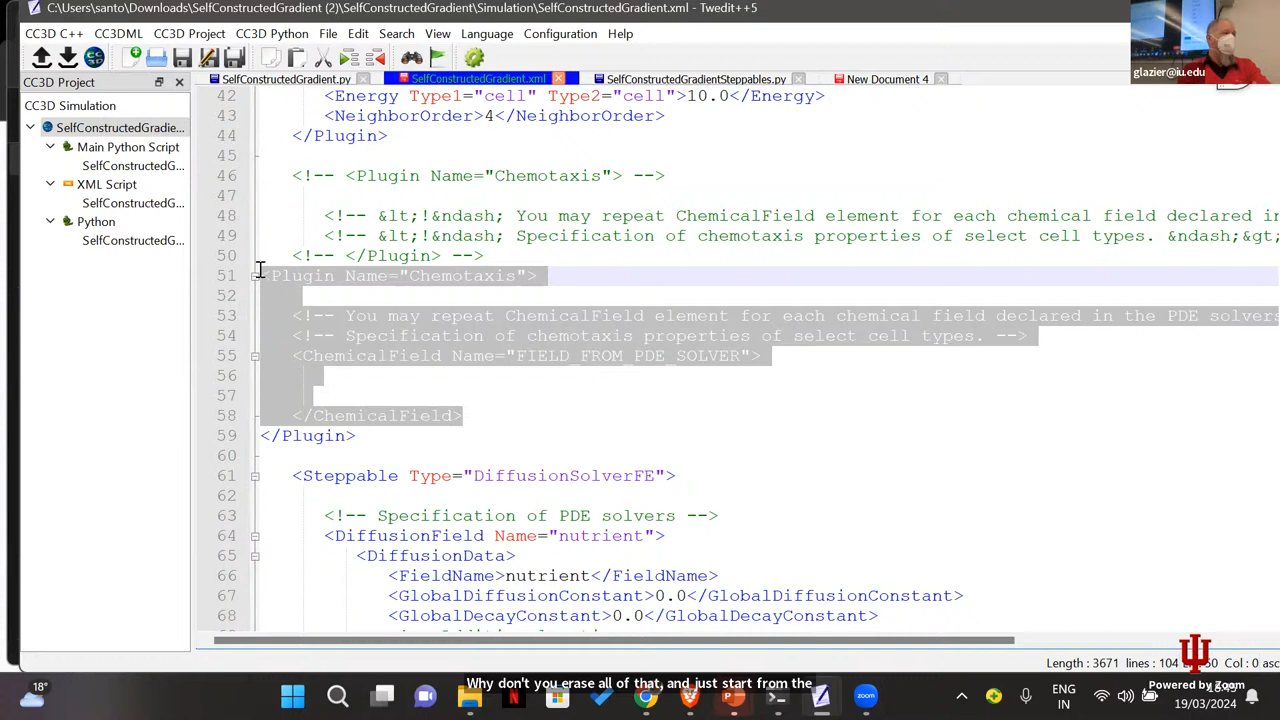 C:\Users\santo\Downloads\SelfConstructedGradient (2)\SelfConstructedGradient\Simulation\SelfConstructedGradient.xml - Twedit++5
CC3D C++ CC3DML CC3D Project CC3D Python File Edit Search View Language Configuration Help
glazier@iu.edu
CC3D Project
SelfConstructedGradient.py SelfConstructedGradient.xml SelfConstructedGradientSteppables.py New Document 4
CC3D Simulation
SelfConstructedGradie...
Main Python Script
SelfConstructedG...
XML Script
SelfConstructedG...
Python
SelfConstructedG...
42 <Energy Type1="cell" Type2="cell">10.0</Energy>
43 <NeighborOrder>4</NeighborOrder>
44 </Plugin>
45
46 <!-- <Plugin Name="Chemotaxis"> -->
47
48 <!-- &lt;!&ndash; You may repeat ChemicalField element for each chemical field declared in
49 <!-- &lt;!&ndash; Specification of chemotaxis properties of select cell types. &ndash;&gt;
50 <!-- </Plugin> -->
51 <Plugin Name="Chemotaxis">
52
53 <!-- You may repeat ChemicalField element for each chemical field declared in the PDE solvers
54 <!-- Specification of chemotaxis properties of select cell types. -->
55 <ChemicalField Name="FIELD_FROM_PDE_SOLVER">
56
57
58 </ChemicalField>
59 </Plugin>
60
61 <Steppable Type="DiffusionSolverFE">
62
63 <!-- Specification of PDE solvers -->
64 <DiffusionField Name="nutrient">
65 <DiffusionData>
66 <FieldName>nutrient</FieldName>
67 <GlobalDiffusionConstant>0.0</GlobalDiffusionConstant>
68 <GlobalDecayConstant>0.0</GlobalDecayConstant>
Length : 3671 lines : 104 Col : 0 asc
Why don't you erase all of that, and just start from the
Powered by Zoom
18°
ENG
IN
19/03/2024